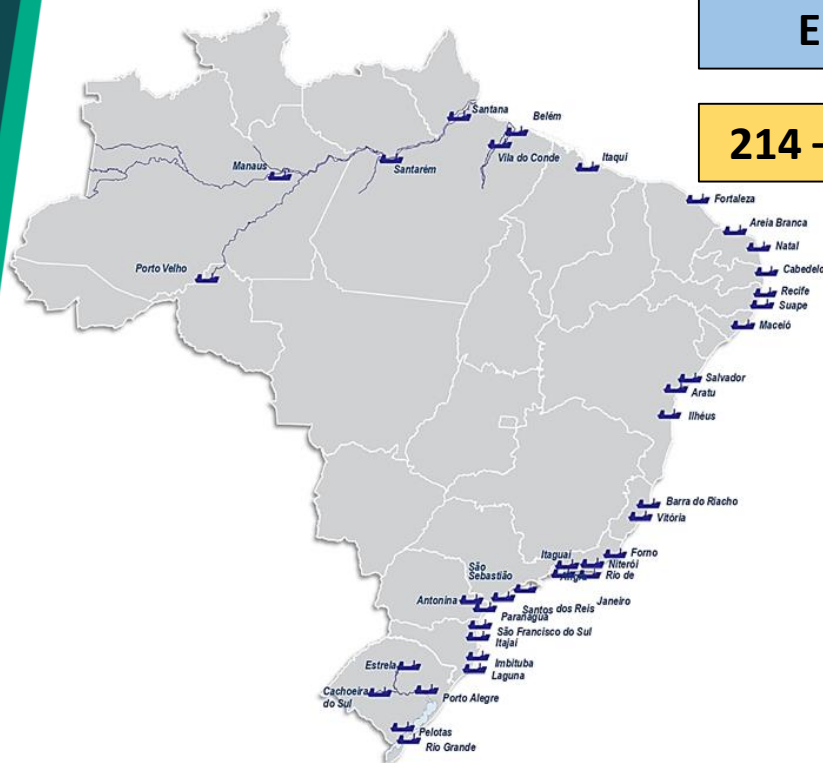 E
214 –
Santana
Belém
Manaus
Santarém
Vila do Conde
Itaqui
Fortaleza
Areia Branca
Natal
Porto Velho
Cabedelo
Recife
Suape
Maceió
Salvador
Aratu
Ilhéus
Barra do Riacho
Vitória
Forno
Itaguaí
Niterói
São
Sebastião
Angra
Rio de
Antonina
Santos
dos Reis
Janeiro
Paranaguá
São Francisco do Sul
Itajaí
Estrela
Imbituba
Laguna
Cachoeira
do Sul
Porto Alegre
Pelotas
Rio Grande